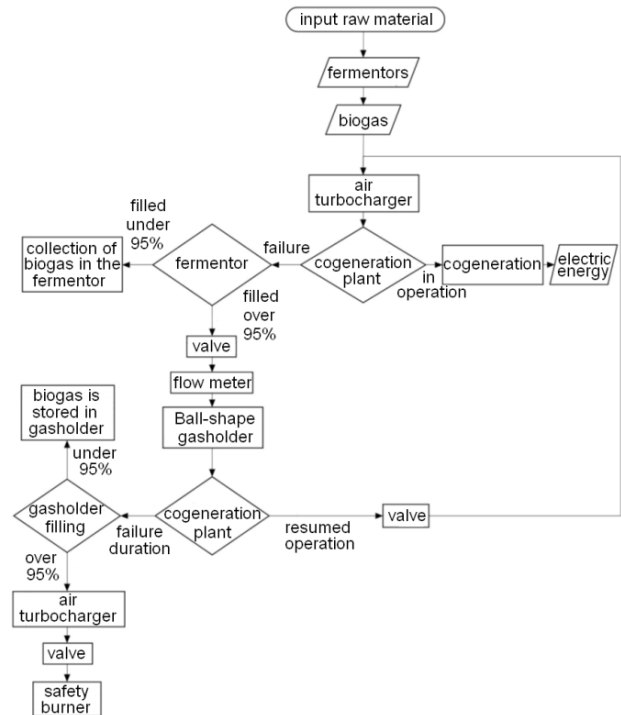 input raw material
fermentors
biogas
air
turbocharger
filled
under
95%
collection of
biogas in the
fermentor
fermentor
failure
cogeneration
plant
in
operation
cogeneration
electric
energy
filled
over
95%
valve
flow meter
Ball-shape
gasholder
biogas is
stored in
gasholder
under
95%
gasholder
filling
failure
duration
cogeneration
plant
resumed
operation
valve
over
95%
air
turbocharger
valve
safety
burner